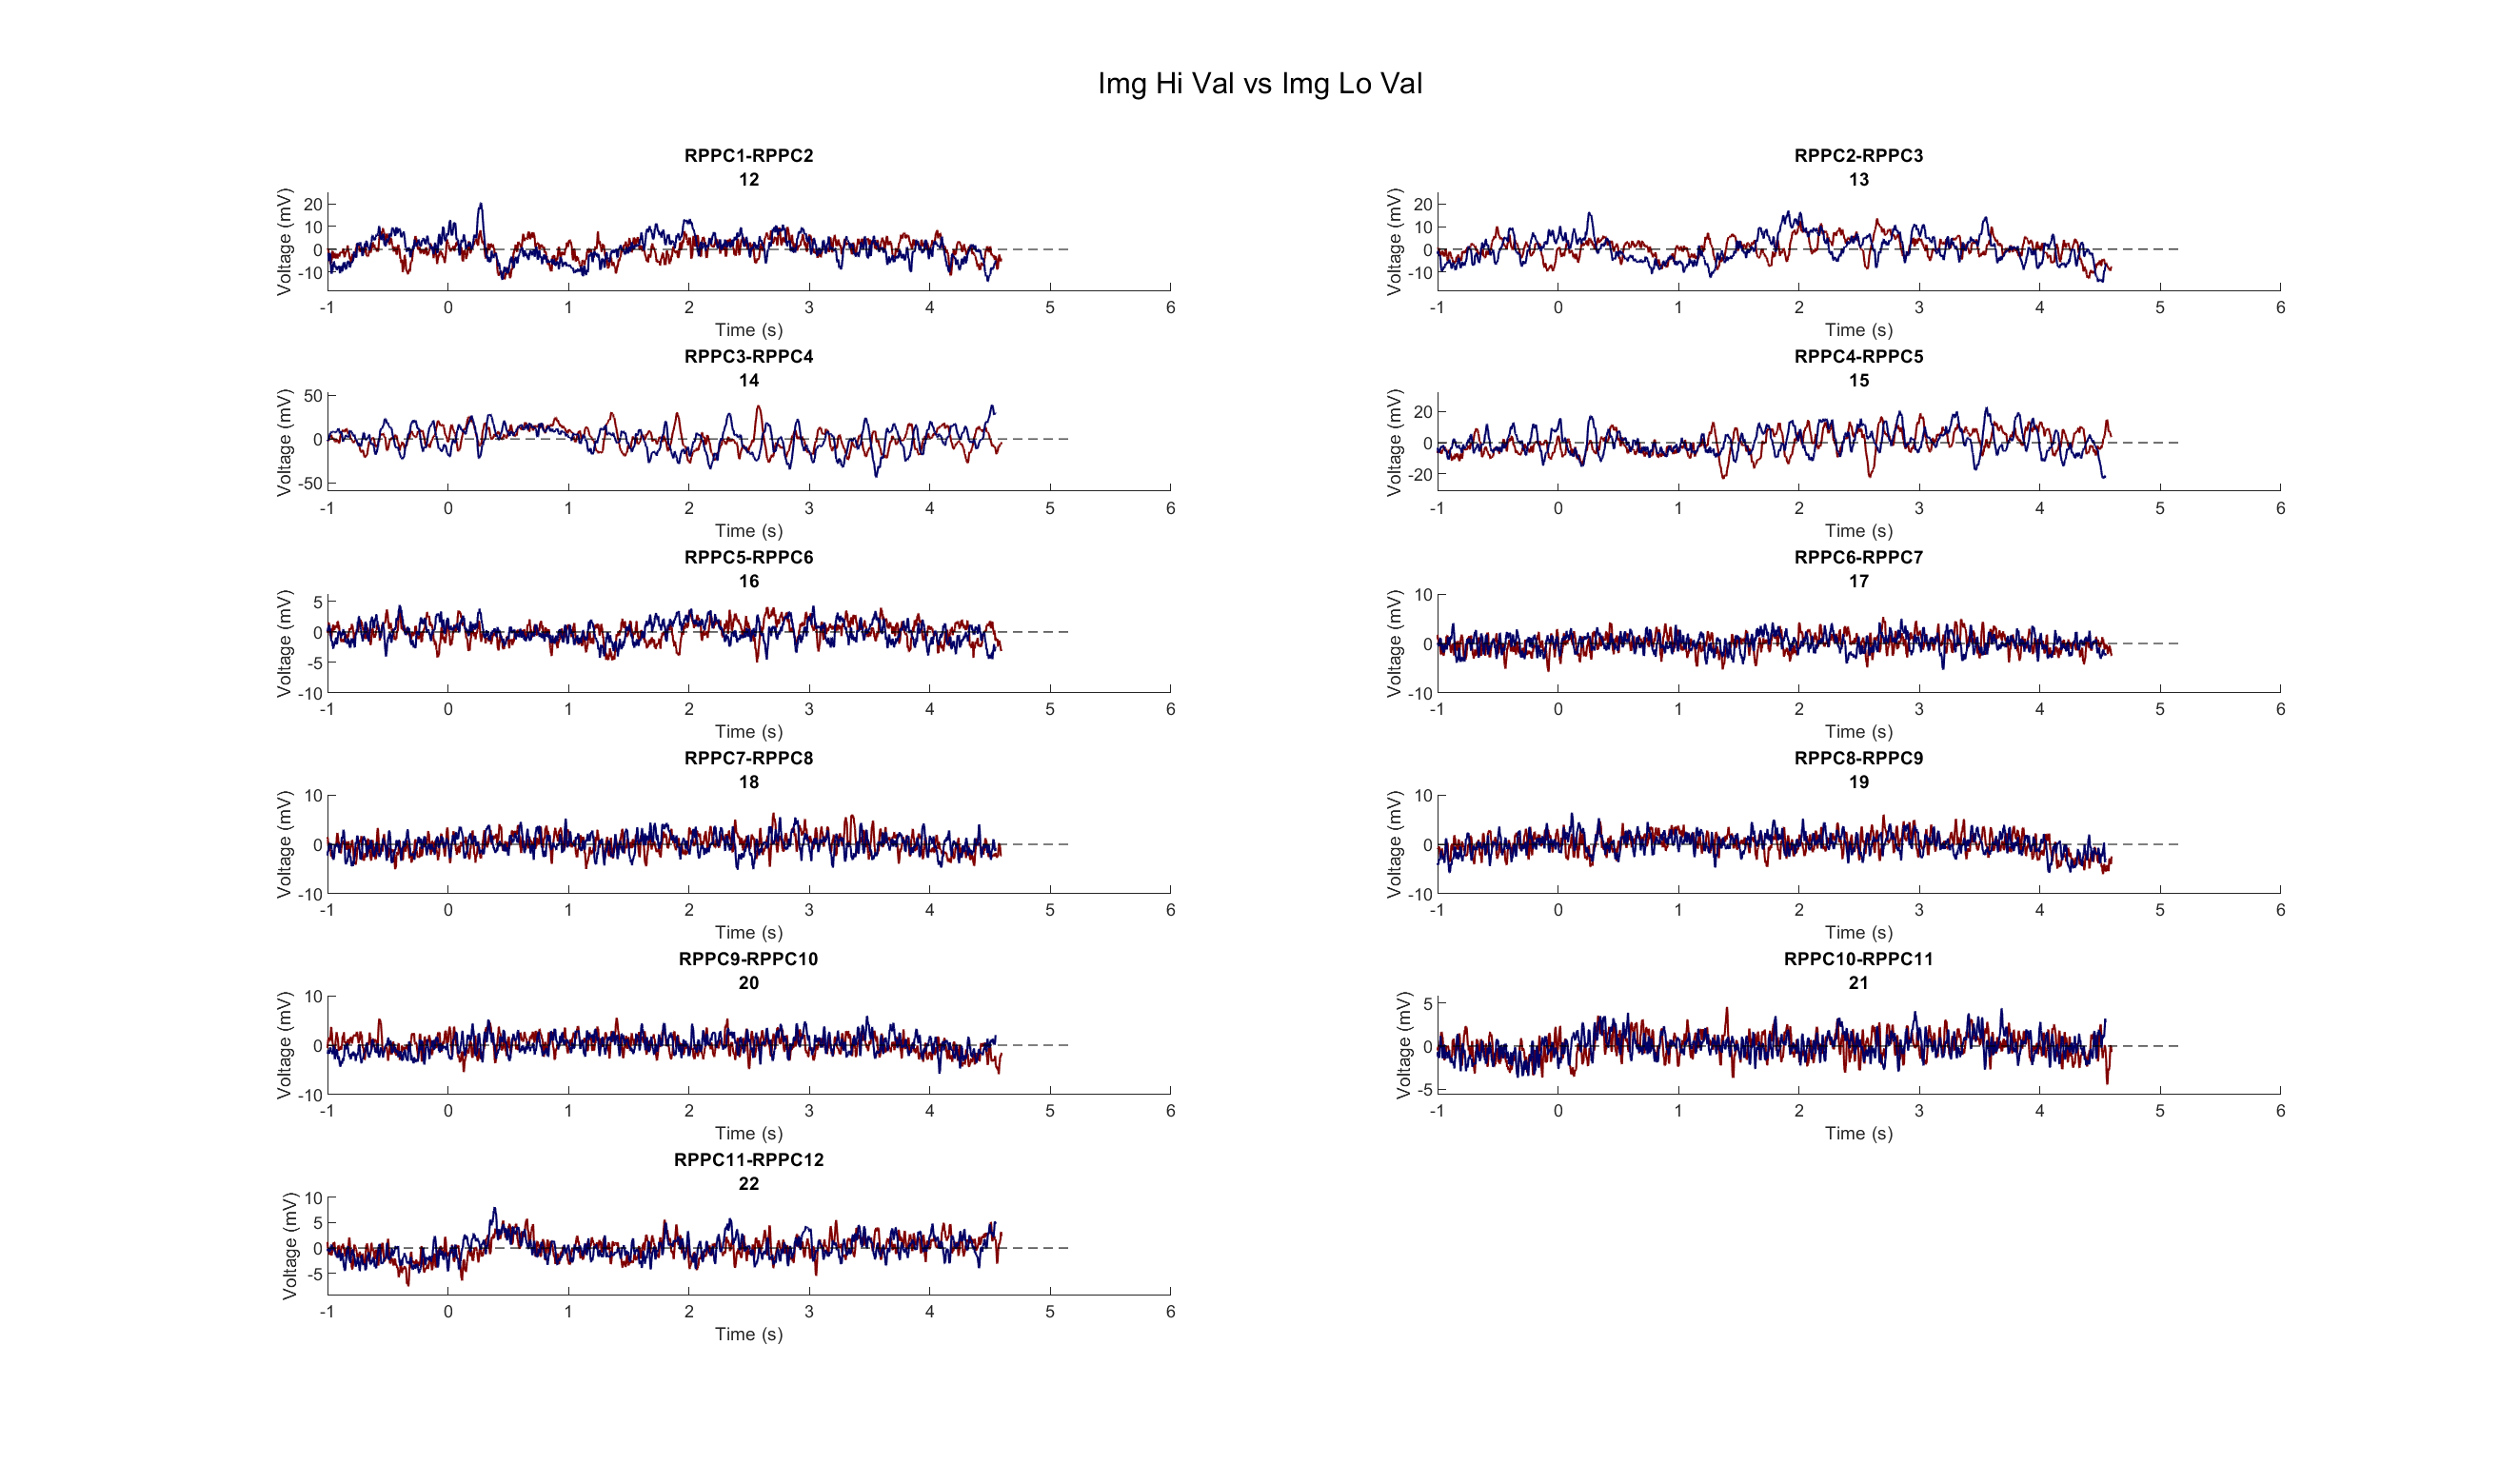 Img Hi Val vs Img Lo Val
RPPC1-RPPC2
12
Voltage (mV)
20
10
0
-10
-1 0 1 2 3 4 5 6
Time (s)
RPPC2-RPPC3
13
Voltage (mV)
20
10
0
-10
-1 0 1 2 3 4 5 6
Time (s)
RPPC3-RPPC4
14
Voltage (mV)
50
0
-50
-1 0 1 2 3 4 5 6
Time (s)
RPPC4-RPPC5
15
Voltage (mV)
20
0
-20
-1 0 1 2 3 4 5 6
Time (s)
RPPC5-RPPC6
16
Voltage (mV)
5
0
-5
-10
-1 0 1 2 3 4 5 6
Time (s)
RPPC6-RPPC7
17
Voltage (mV)
10
0
-10
-1 0 1 2 3 4 5 6
Time (s)
RPPC7-RPPC8
18
Voltage (mV)
10
0
-10
-1 0 1 2 3 4 5 6
Time (s)
RPPC8-RPPC9
19
Voltage (mV)
10
0
-10
-1 0 1 2 3 4 5 6
Time (s)
RPPC9-RPPC10
20
Voltage (mV)
10
0
-10
-1 0 1 2 3 4 5 6
Time (s)
RPPC10-RPPC11
21
Voltage (mV)
5
0
-5
-1 0 1 2 3 4 5 6
Time (s)
RPPC11-RPPC12
22
Voltage (mV)
10
5
0
-5
-1 0 1 2 3 4 5 6
Time (s)